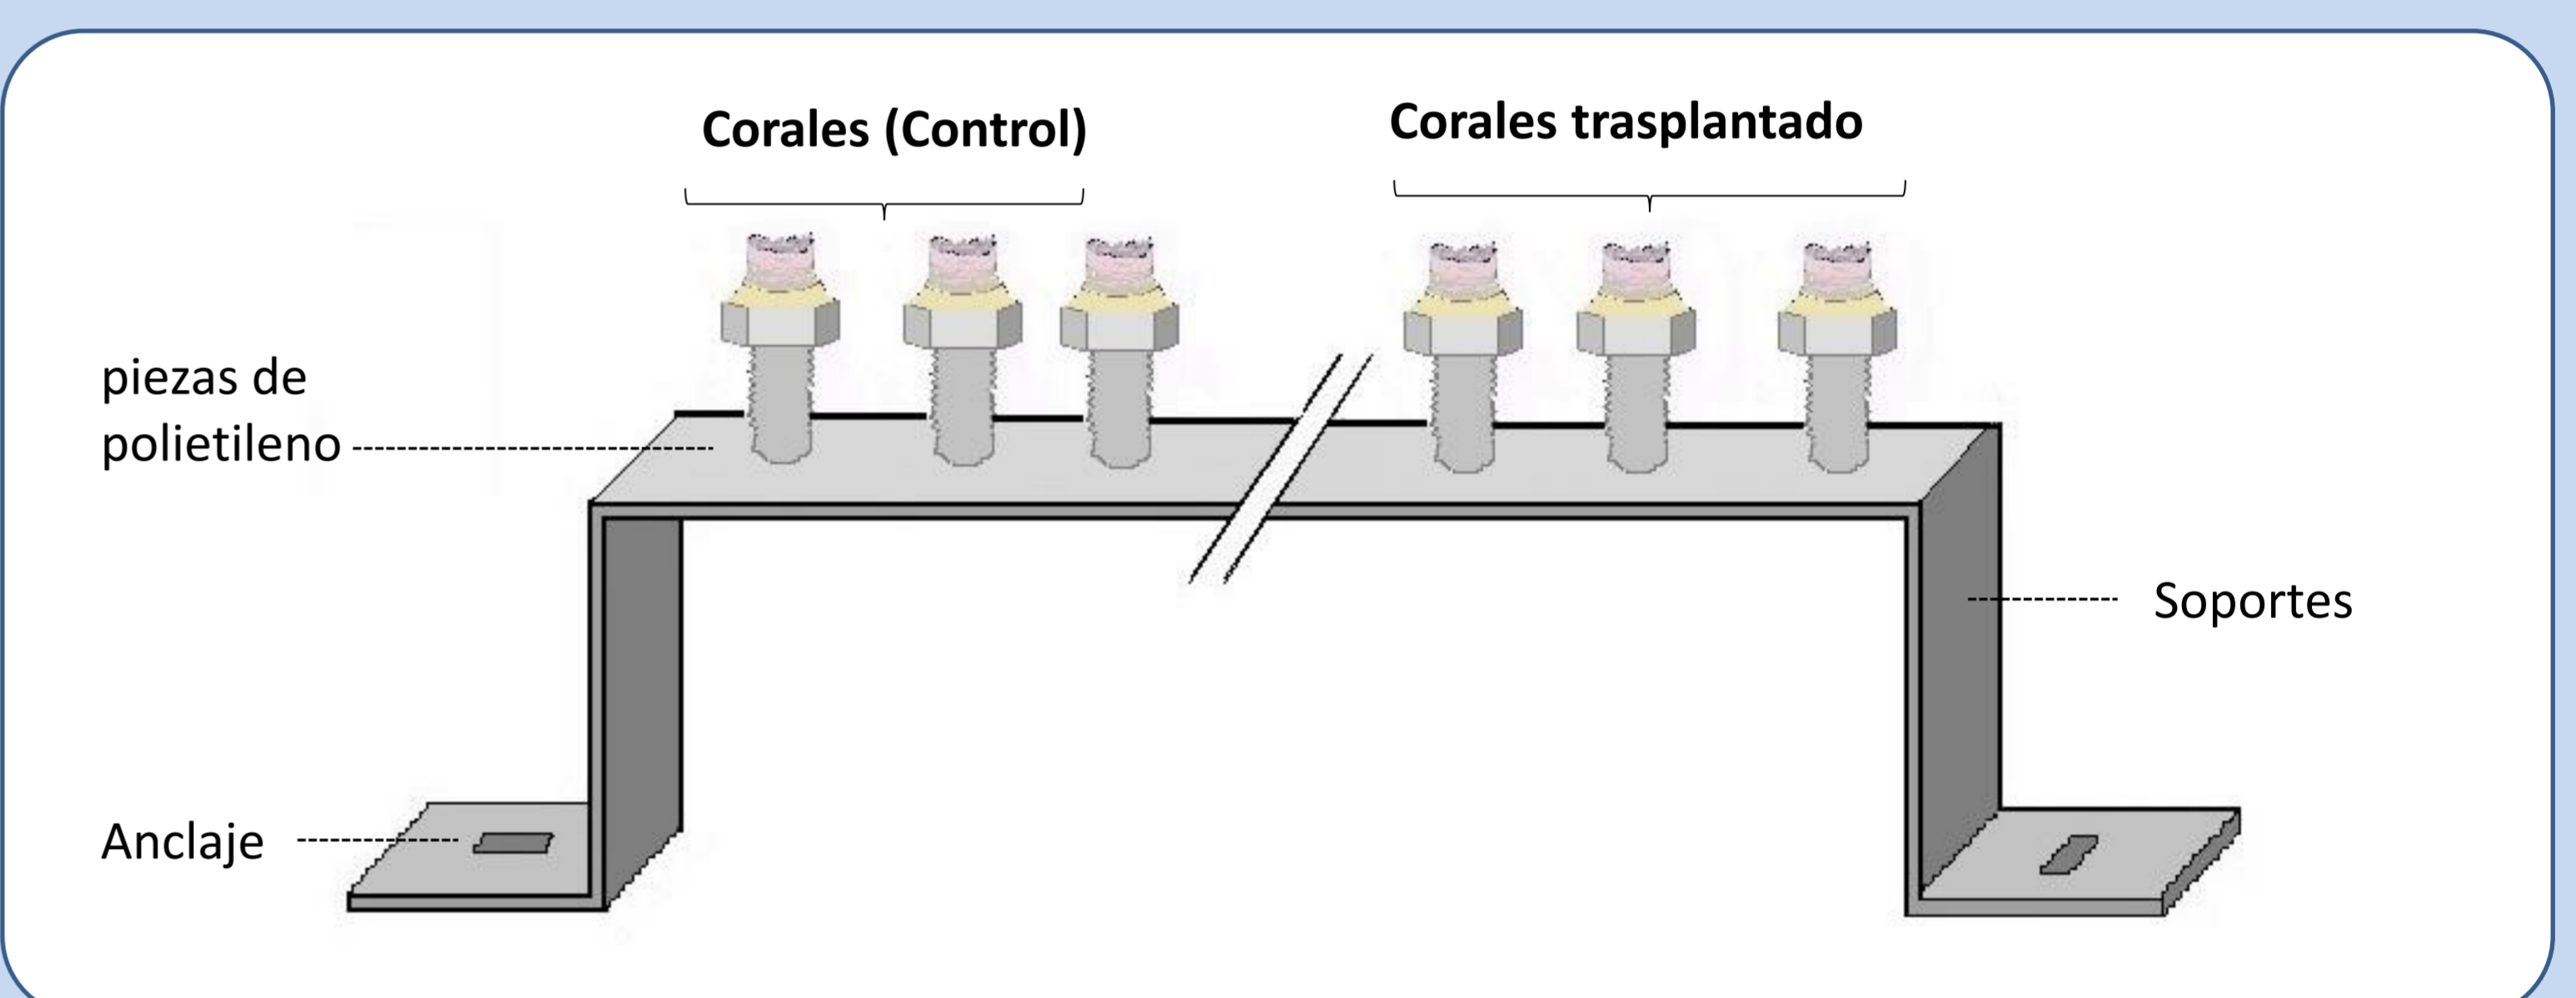 Corales (Control)
Corales trasplantado
piezas de
polietileno
Soportes
Anclaje